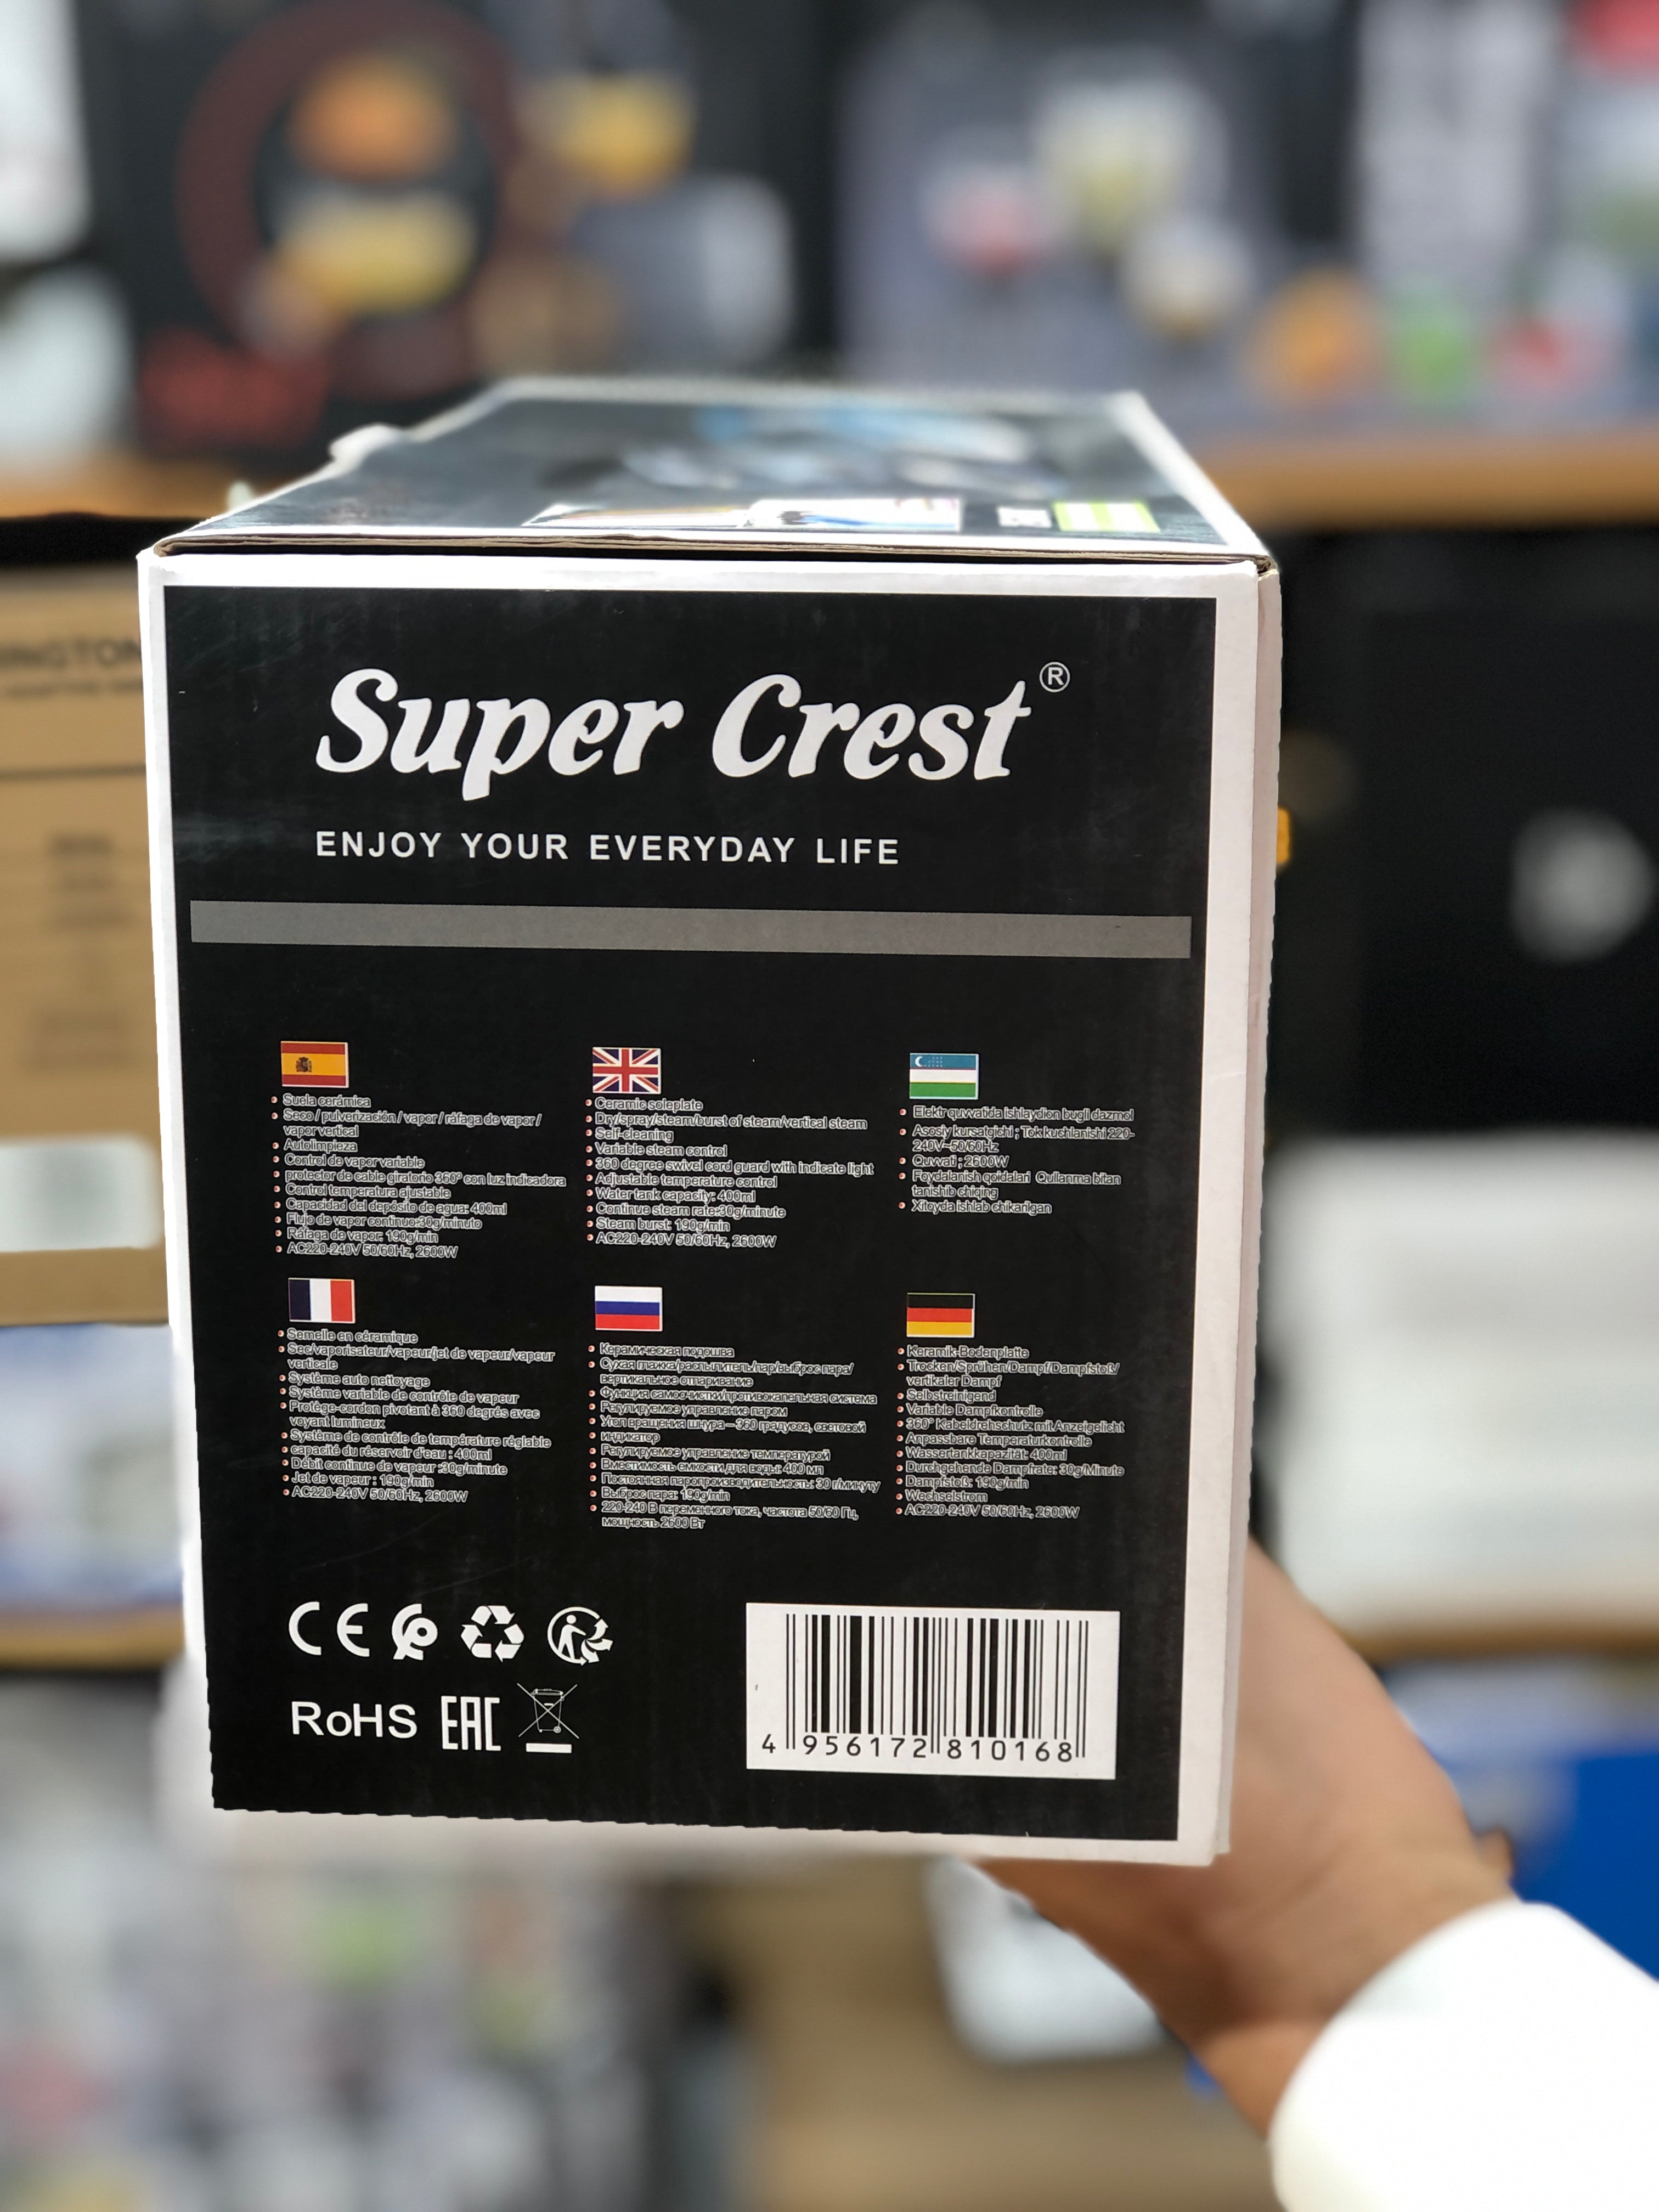 Super Crest ®
ENJOY YOUR EVERYDAY LIFE
• Suela cerámica
• Seco / pulverización / vapor / ráfaga de vapor /
vapor vertical
• Autolimpieza
• Control de vapor variable
• protector de cable giratorio 360° con luz indicadora
• Control temperatura ajustable
• Capacidad del depósito de agua: 400ml
• Flujo de vapor continuo:30g/minuto
• Ráfaga de vapor: 190g/min
• AC220-240V 50/60Hz, 2600W
• Ceramic soleplate
• Dry/spray/steam/burst of steam/vertical steam
• Self-cleaning
• Variable steam control
• 360 degree swivel cord guard with indicate light
• Adjustable temperature control
• Water tank capacity: 400ml
• Continue steam rate:30g/minute
• Steam burst: 190g/min
• AC220-240V 50/60Hz, 2600W
• Elektr quvvatida ishlaydion bugli dazmol
• Asosiy kursatgichi ; Tok kuchlanishi 220-
240V~50/60Hz
• Quvvati ; 2600W
• Foydalanish qoidalari Qullanma bitan
tanishib chiqing
• Xitoyda ishlab chikarilgan
• Semelle en céramique
• Sec/vaporisateur/vapeur/jet de vapeur/vapeur
verticale
• Système auto nettoyage
• Système variable de contrôle de vapeur
• Protège-cordon pivotant à 360 degrés avec
voyant lumineux
• Système de contrôle de température réglable
• capacité du réservoir d'eau : 400ml
• Débit continue de vapeur :30g/minute
• Jet de vapeur : 190g/min
• AC220-240V 50/60Hz, 2600W
• Керамическая подошва
• Сухая глажка/распылитель/пар/выброс пара/
вертикальное отпаривание
• Функция самоочистки/противокапельная система
• Регулируемое управление паром
• Угол вращения шнура – 360 градусов, световой
• индикатор
• Регулируемое управление температурой
• Вместимость емкости для воды: 400 мл
• Постоянная паропроизводительность: 30 г/минуту
• Выброс пара: 190g/min
• 220-240 В переменного тока, частота 50/60 Гц,
мощность 2600 Вт
• Keramik-Bodenplatte
• Trocken/Sprühen/Dampf/Dampfstoß/
vertikaler Dampf
• Selbstreinigend
• Variable Dampfkontrolle
• 360° Kabeldrehschutz mit Anzeigelicht
• Anpassbare Temperaturkontrolle
• Wassertankkapazität: 400ml
• Durchgehende Dampfrate: 30g/Minute
• Dampfstoß: 190g/min
• Wechselstrom
• AC220-240V 50/60Hz, 2600W
CE
RoHS EAC
4 956172 810168